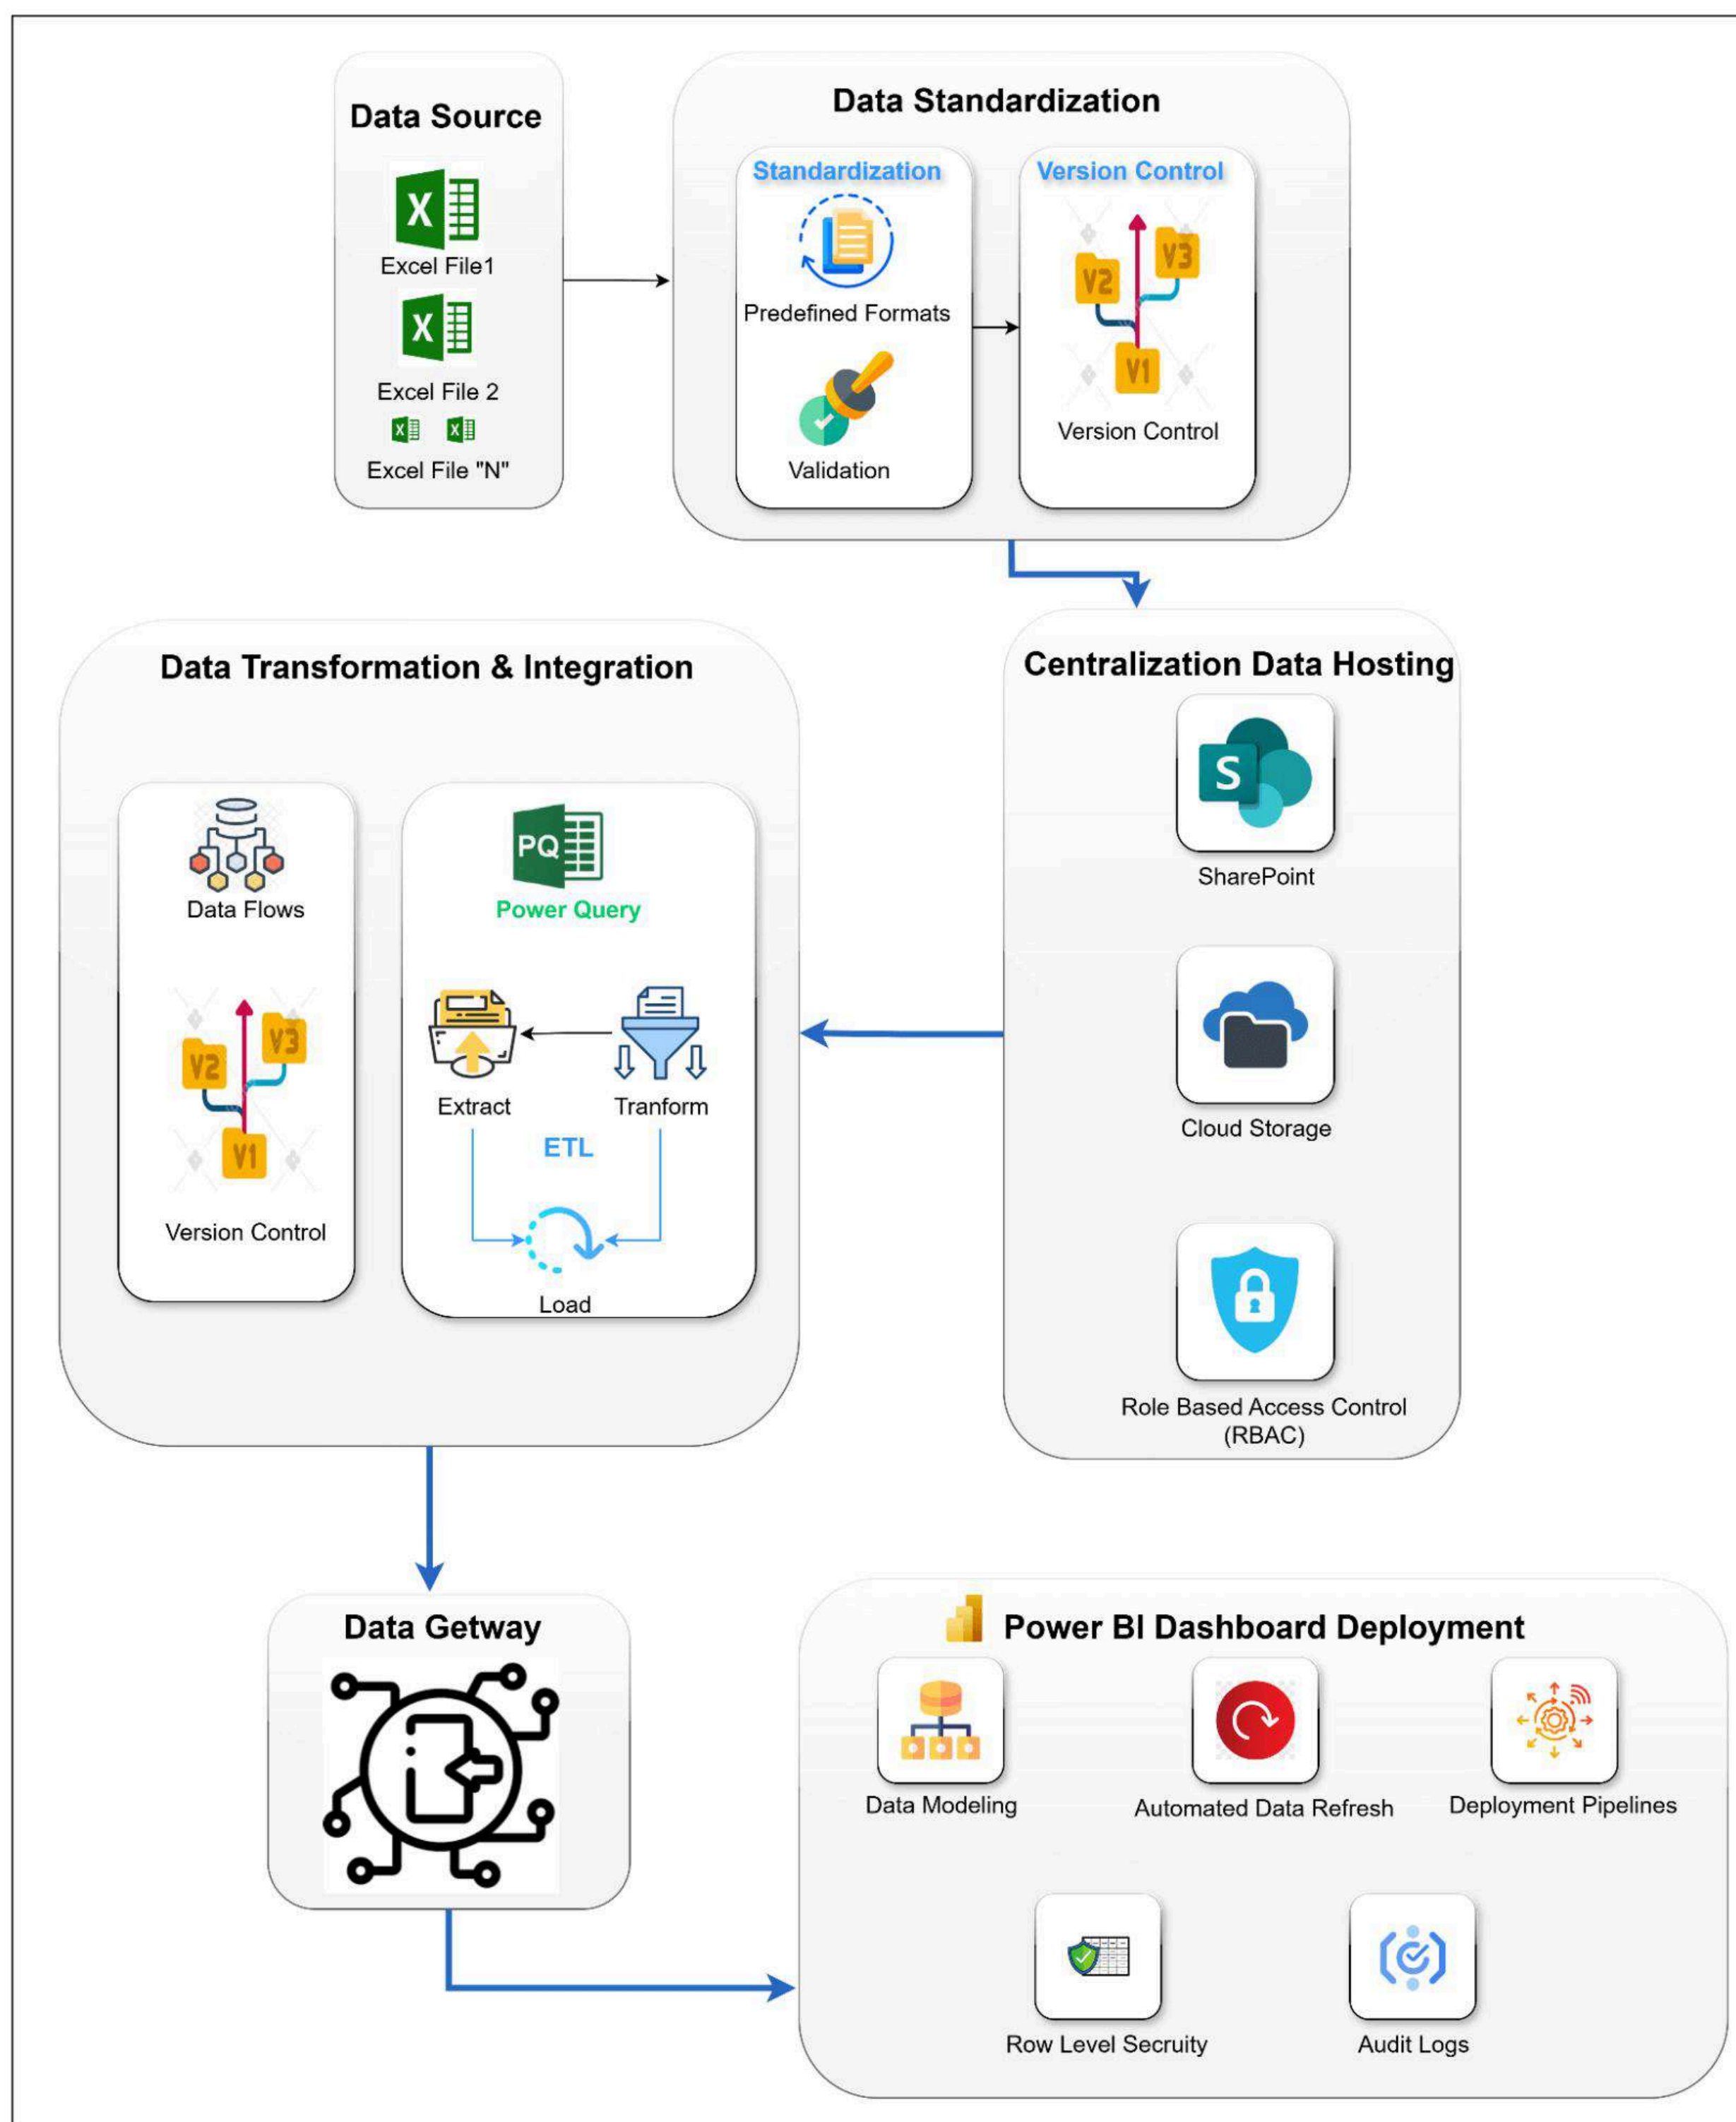 Data Source
X
Excel File1
X
Excel File 2
X X
Excel File "N"
Data Standardization
Standardization
Predefined Formats
Validation
Version Control
V3
V2
V1
Version Control
Centralization Data Hosting
S
SharePoint
Cloud Storage
Role Based Access Control
(RBAC)
Data Transformation & Integration
Data Flows
V3
V2
V1
Version Control
PQ
Power Query
Extract
Tranform
ETL
Load
Data Getway
Power BI Dashboard Deployment
Data Modeling
Automated Data Refresh
Deployment Pipelines
Row Level Secruity
Audit Logs